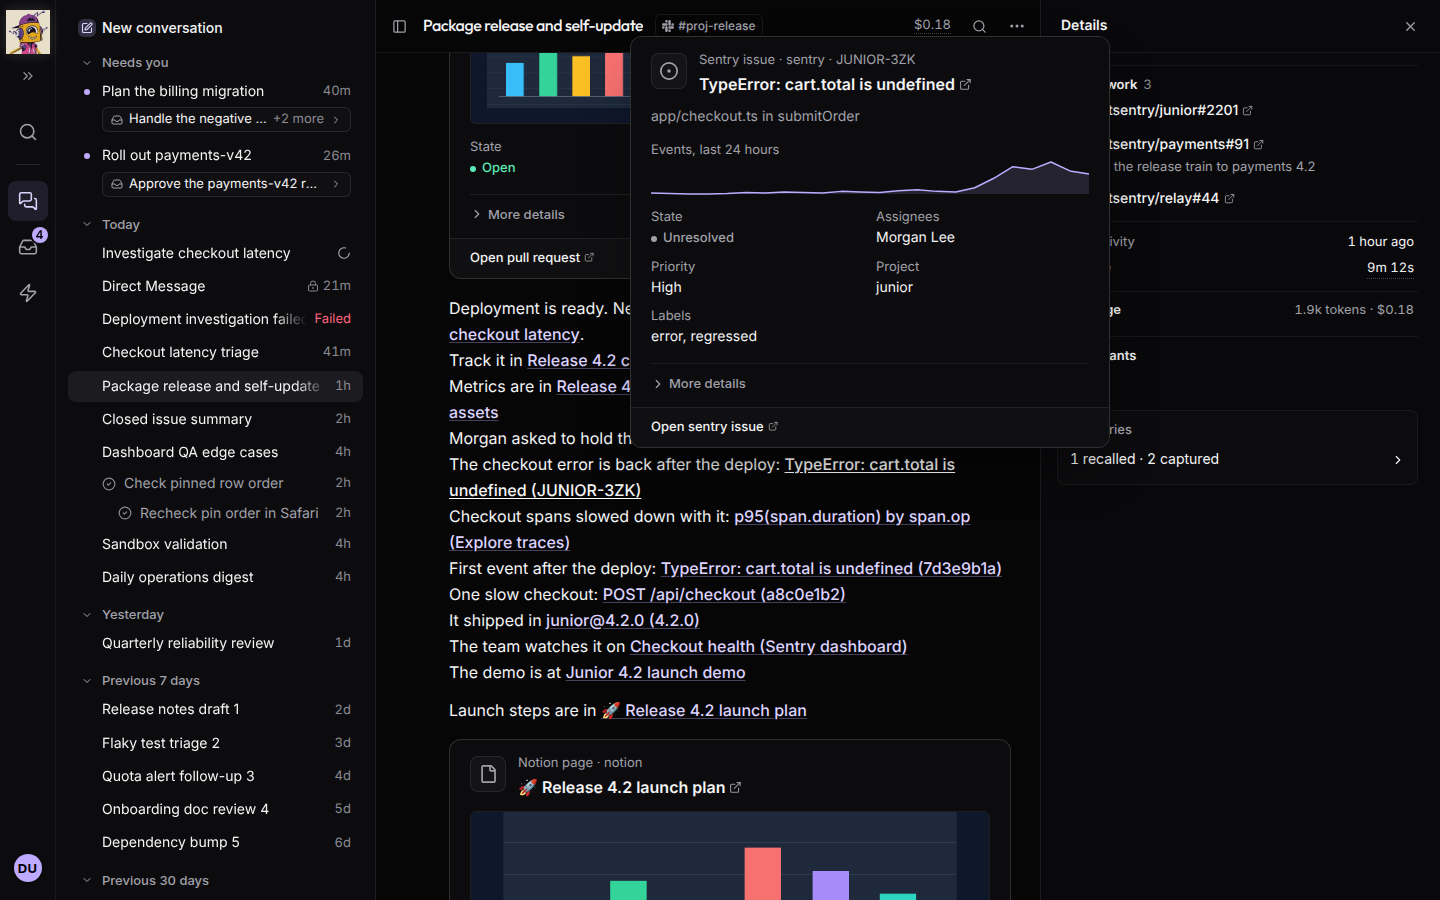 New conversation
Needs you
Plan the billing migration 40m
Handle the negative ... +2 more
Roll out payments-v42 26m
Approve the payments-v42 r...
Today
Investigate checkout latency
4
Direct Message 21m
Deployment investigation failed Failed
Checkout latency triage 41m
Package release and self-update 1h
Closed issue summary 2h
Dashboard QA edge cases 4h
Check pinned row order 2h
Recheck pin order in Safari 2h
Sandbox validation 4h
Daily operations digest 4h
Yesterday
Quarterly reliability review 1d
Previous 7 days
Release notes draft 1 2d
Flaky test triage 2 3d
Quota alert follow-up 3 4d
Onboarding doc review 4 5d
Dependency bump 5 6d
DU
Previous 30 days
Package release and self-update #proj-release $0.18
State
Open
More details
Open pull request
Deployment is ready. Ne
checkout latency.
Track it in Release 4.2 c
Metrics are in Release 4
assets
Morgan asked to hold th
The checkout error is back after the deploy: TypeError: cart.total is
undefined (JUNIOR-3ZK)
Checkout spans slowed down with it: p95(span.duration) by span.op
(Explore traces)
First event after the deploy: TypeError: cart.total is undefined (7d3e9b1a)
One slow checkout: POST /api/checkout (a8c0e1b2)
It shipped in junior@4.2.0 (4.2.0)
The team watches it on Checkout health (Sentry dashboard)
The demo is at Junior 4.2 launch demo
Launch steps are in 🚀 Release 4.2 launch plan
Notion page · notion
🚀 Release 4.2 launch plan
Sentry issue · sentry · JUNIOR-3ZK
TypeError: cart.total is undefined
app/checkout.ts in submitOrder
Events, last 24 hours
State Assignees
Unresolved Morgan Lee
Priority Project
High junior
Labels
error, regressed
More details
Open sentry issue
Details
work 3
tsentry/junior#2201
tsentry/payments#91
the release train to payments 4.2
tsentry/relay#44
ivity 1 hour ago
9m 12s
ge 1.9k tokens · $0.18
ants
ries
1 recalled · 2 captured